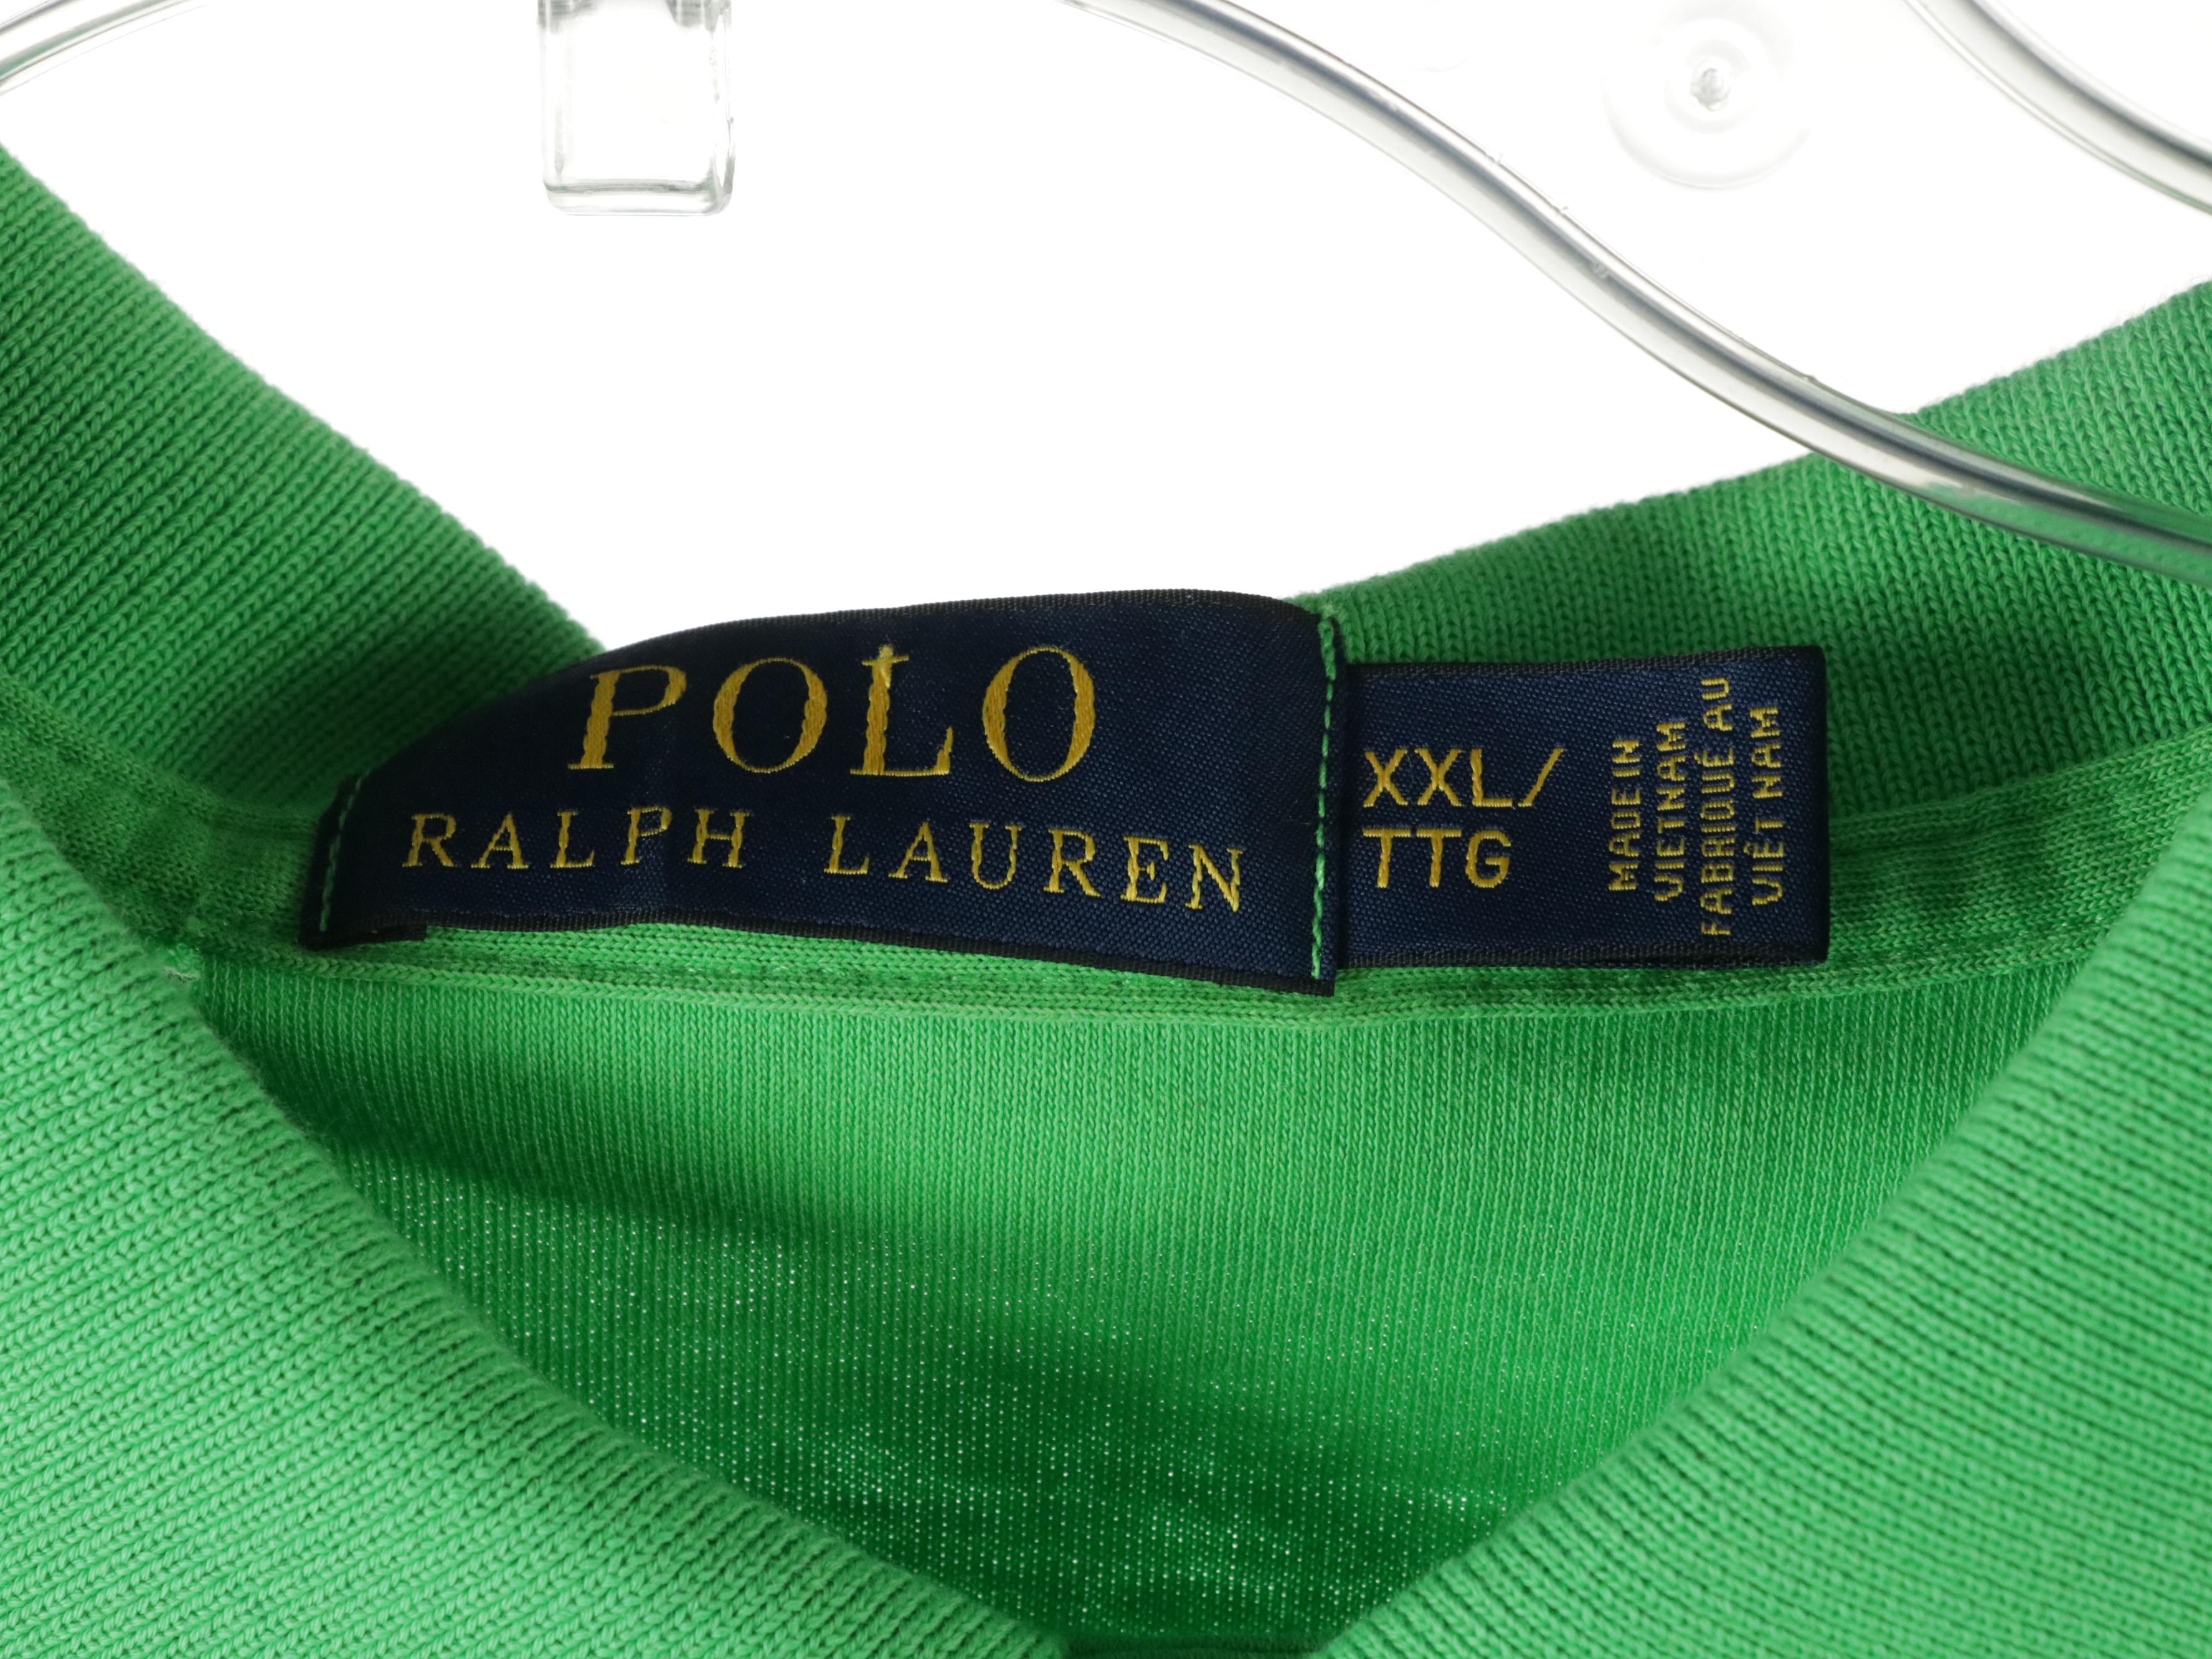 POLO
RALPH LAUREN
XXL/
TTG
MADE IN
VIETNAM
FABRIQUÉ AU
VIÊT NAM